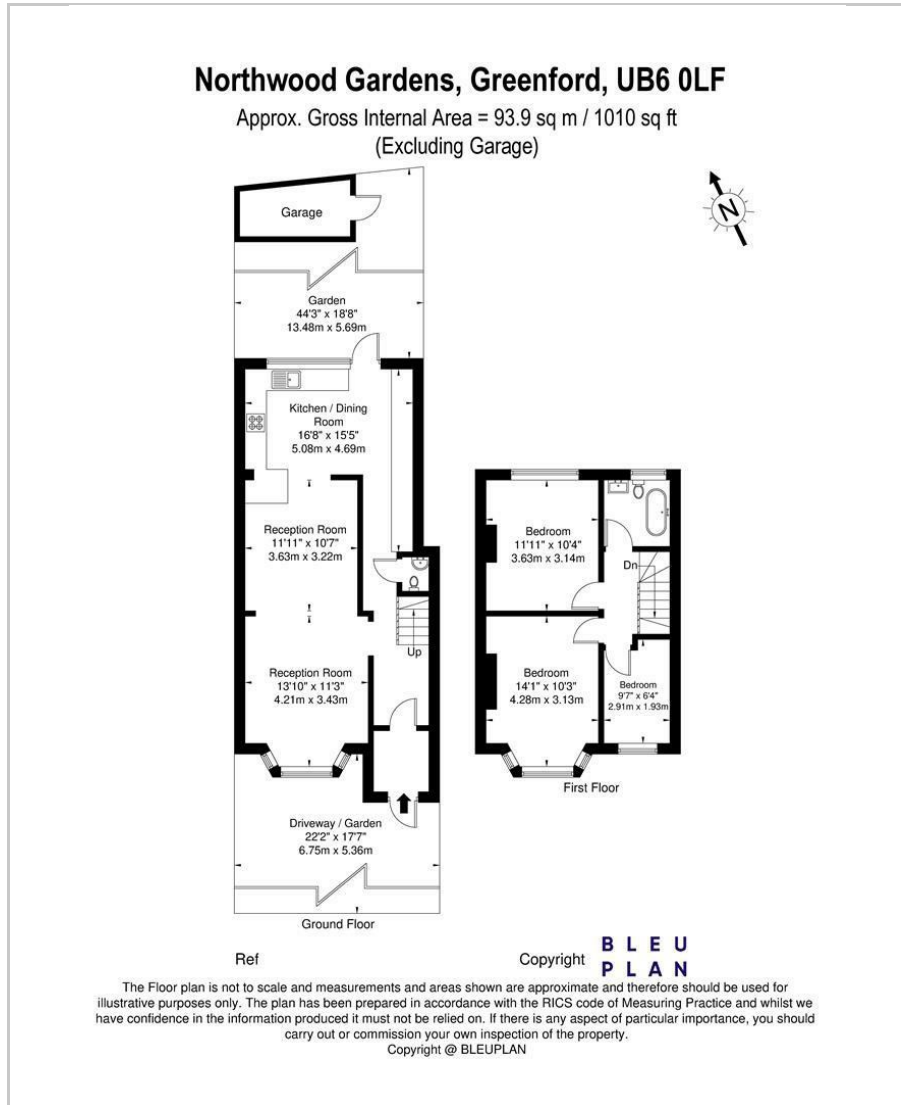 Northwood Gardens, Greenford, UB6 0LF
Approx. Gross Internal Area = 93.9 sq m / 1010 sq ft
(Excluding Garage)
Garage
N
Garden
44'3" x 18'8"
13.48m x 5.69m
Kitchen / Dining
Room
16'8" x 15'5"
5.08m x 4.69m
Reception Room
11'11" x 10'7"
3.63m x 3.22m
Up
Reception Room
13'10" x 11'3"
4.21m x 3.43m
Driveway / Garden
22'2" x 17'7"
6.75m x 5.36m
Ground Floor
Bedroom
11'11" x 10'4"
3.63m x 3.14m
Dn
Bedroom
14'1" x 10'3"
4.28m x 3.13m
Bedroom
9'7" x 6'4"
2.91m x 1.93m
First Floor
Ref
Copyright
BLEU
PLAN
The Floor plan is not to scale and measurements and areas shown are approximate and therefore should be used for
illustrative purposes only. The plan has been prepared in accordance with the RICS code of Measuring Practice and whilst we
have confidence in the information produced it must not be relied on. If there is any aspect of particular importance, you should
carry out or commission your own inspection of the property.
Copyright @ BLEUPLAN